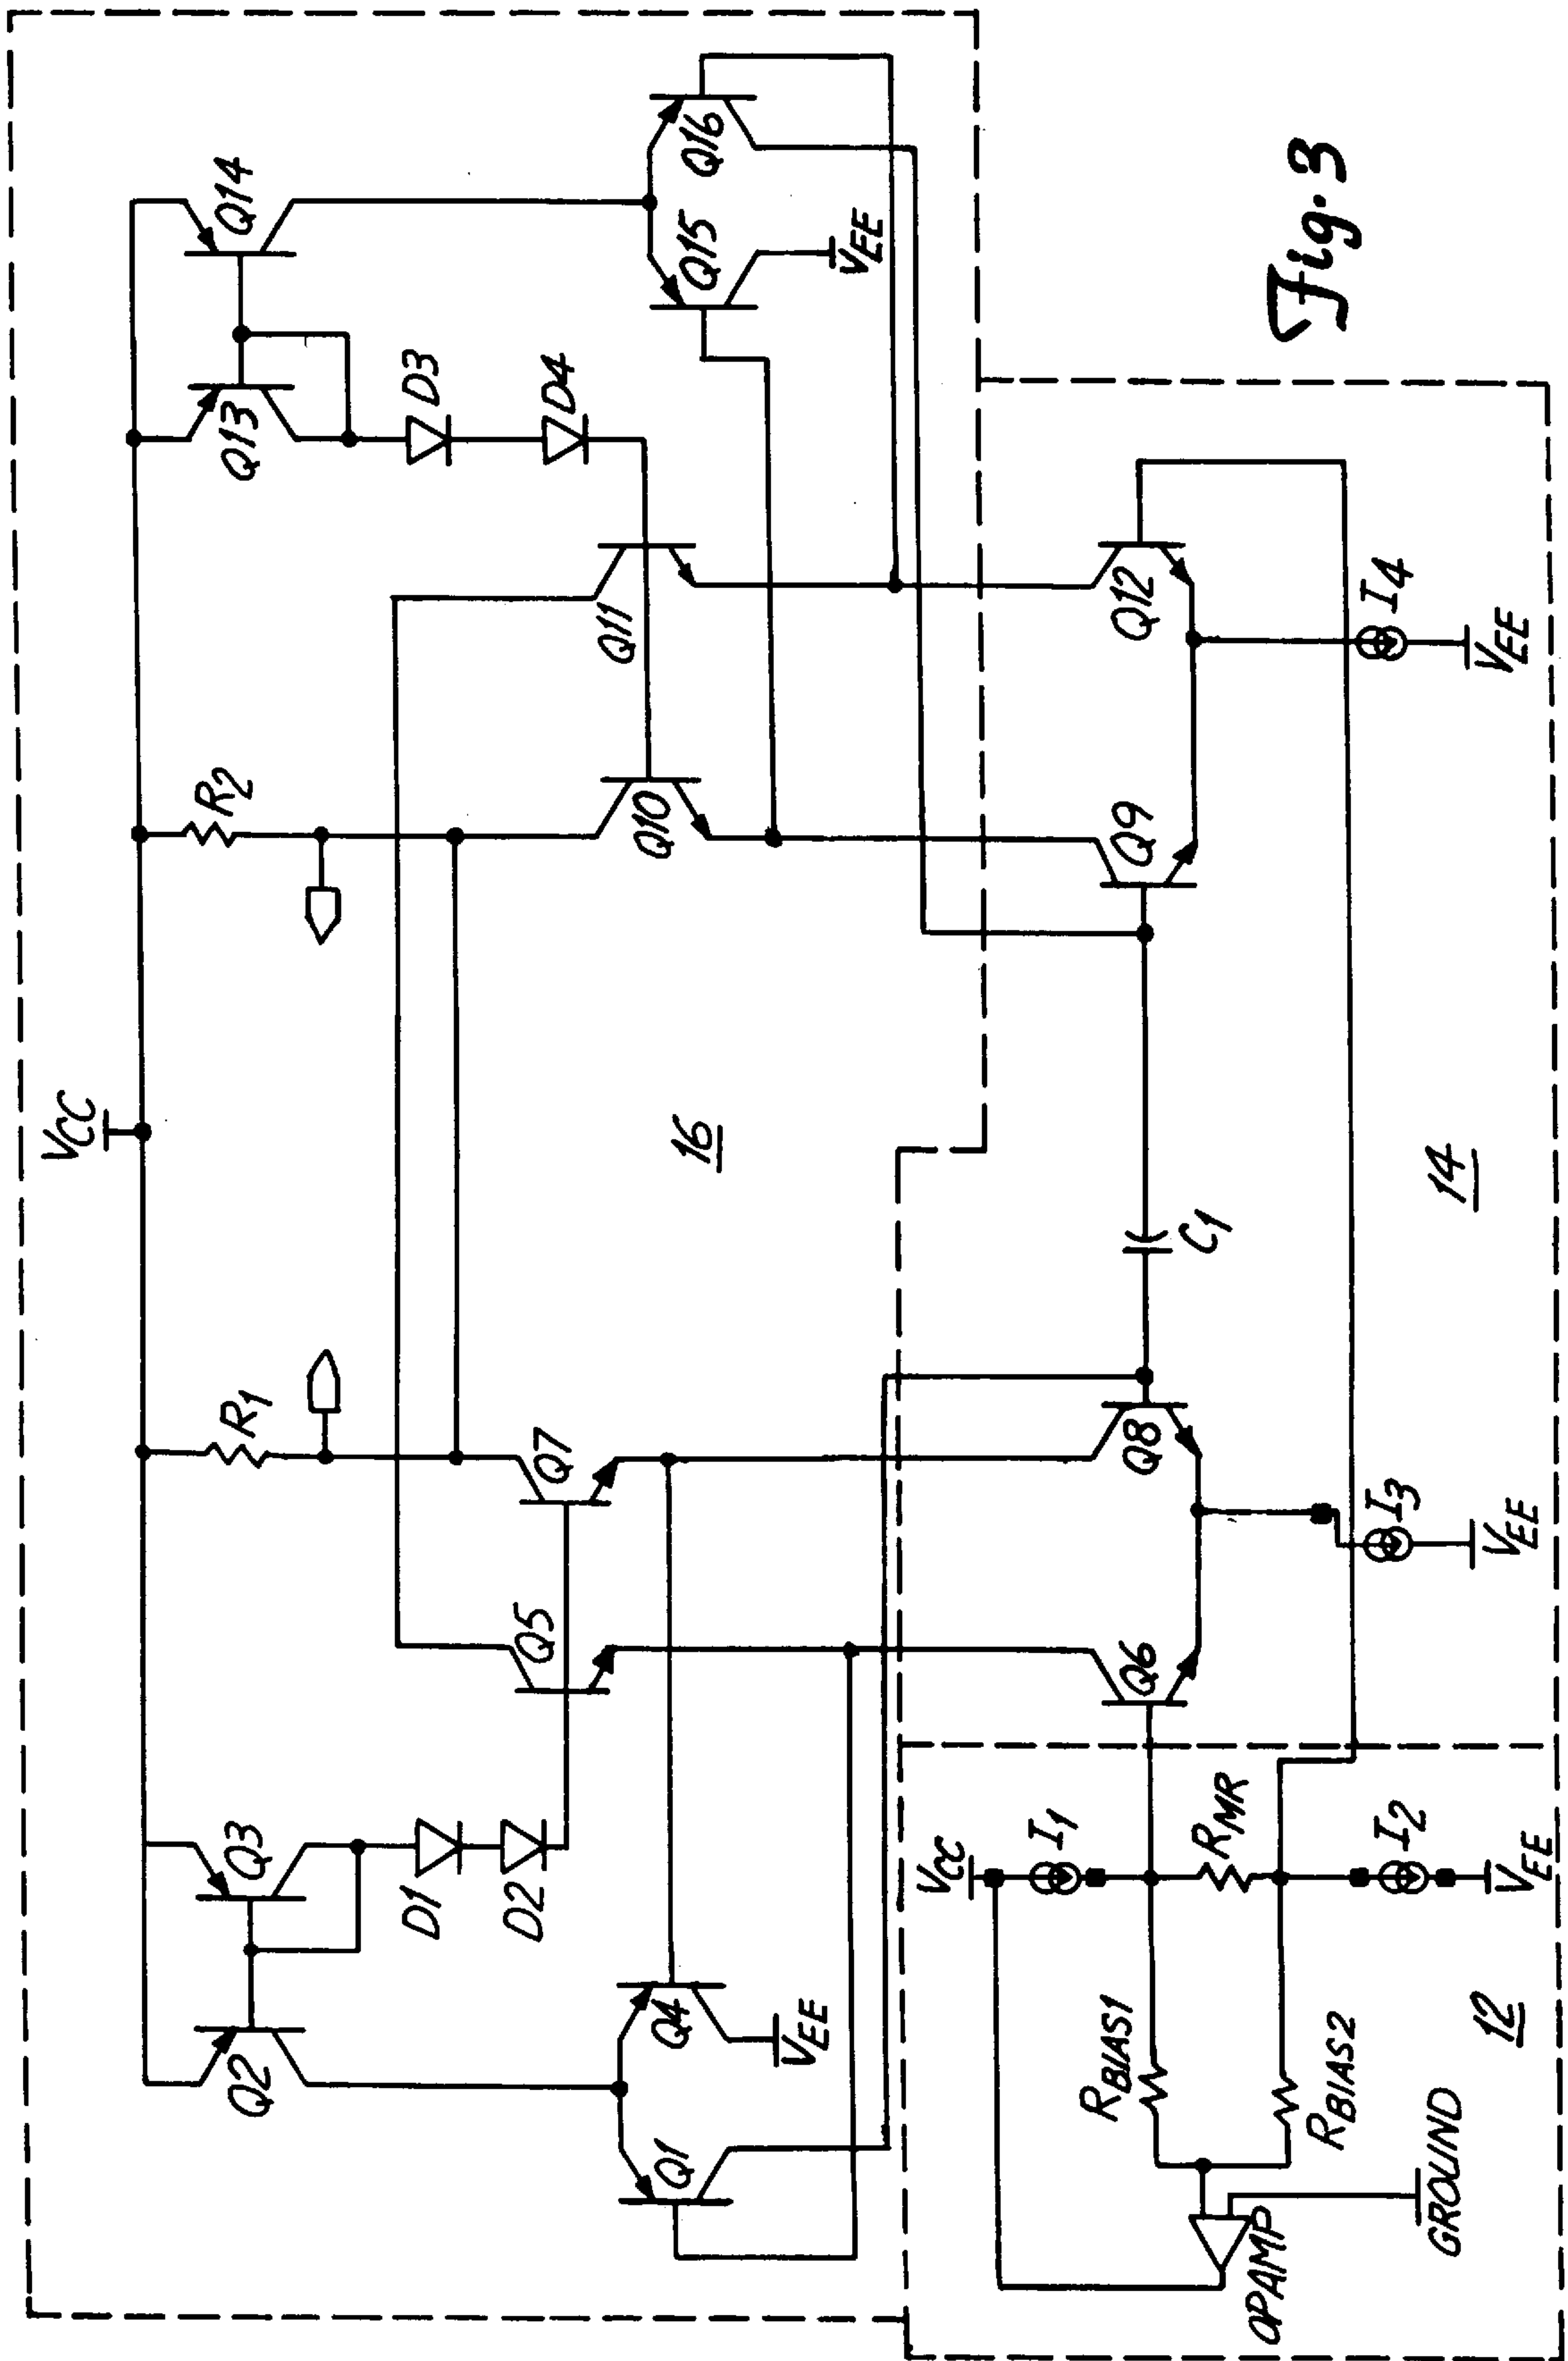 VCC
Q2
Q3
R1
R2
Q13
Q14
D1
D2
D3
D4
Q5
Q7
Q10
Q11
Q1
Q4
VEE
Q15
Q16
VEE
16
Q6
Q8
C1
Q9
Q12
VCC
I1
RBIAS1
RMR
RBIAS2
I2
VEE
OPAMP
GROUND
12
I3
VEE
14
I4
VEE
Fig. 3